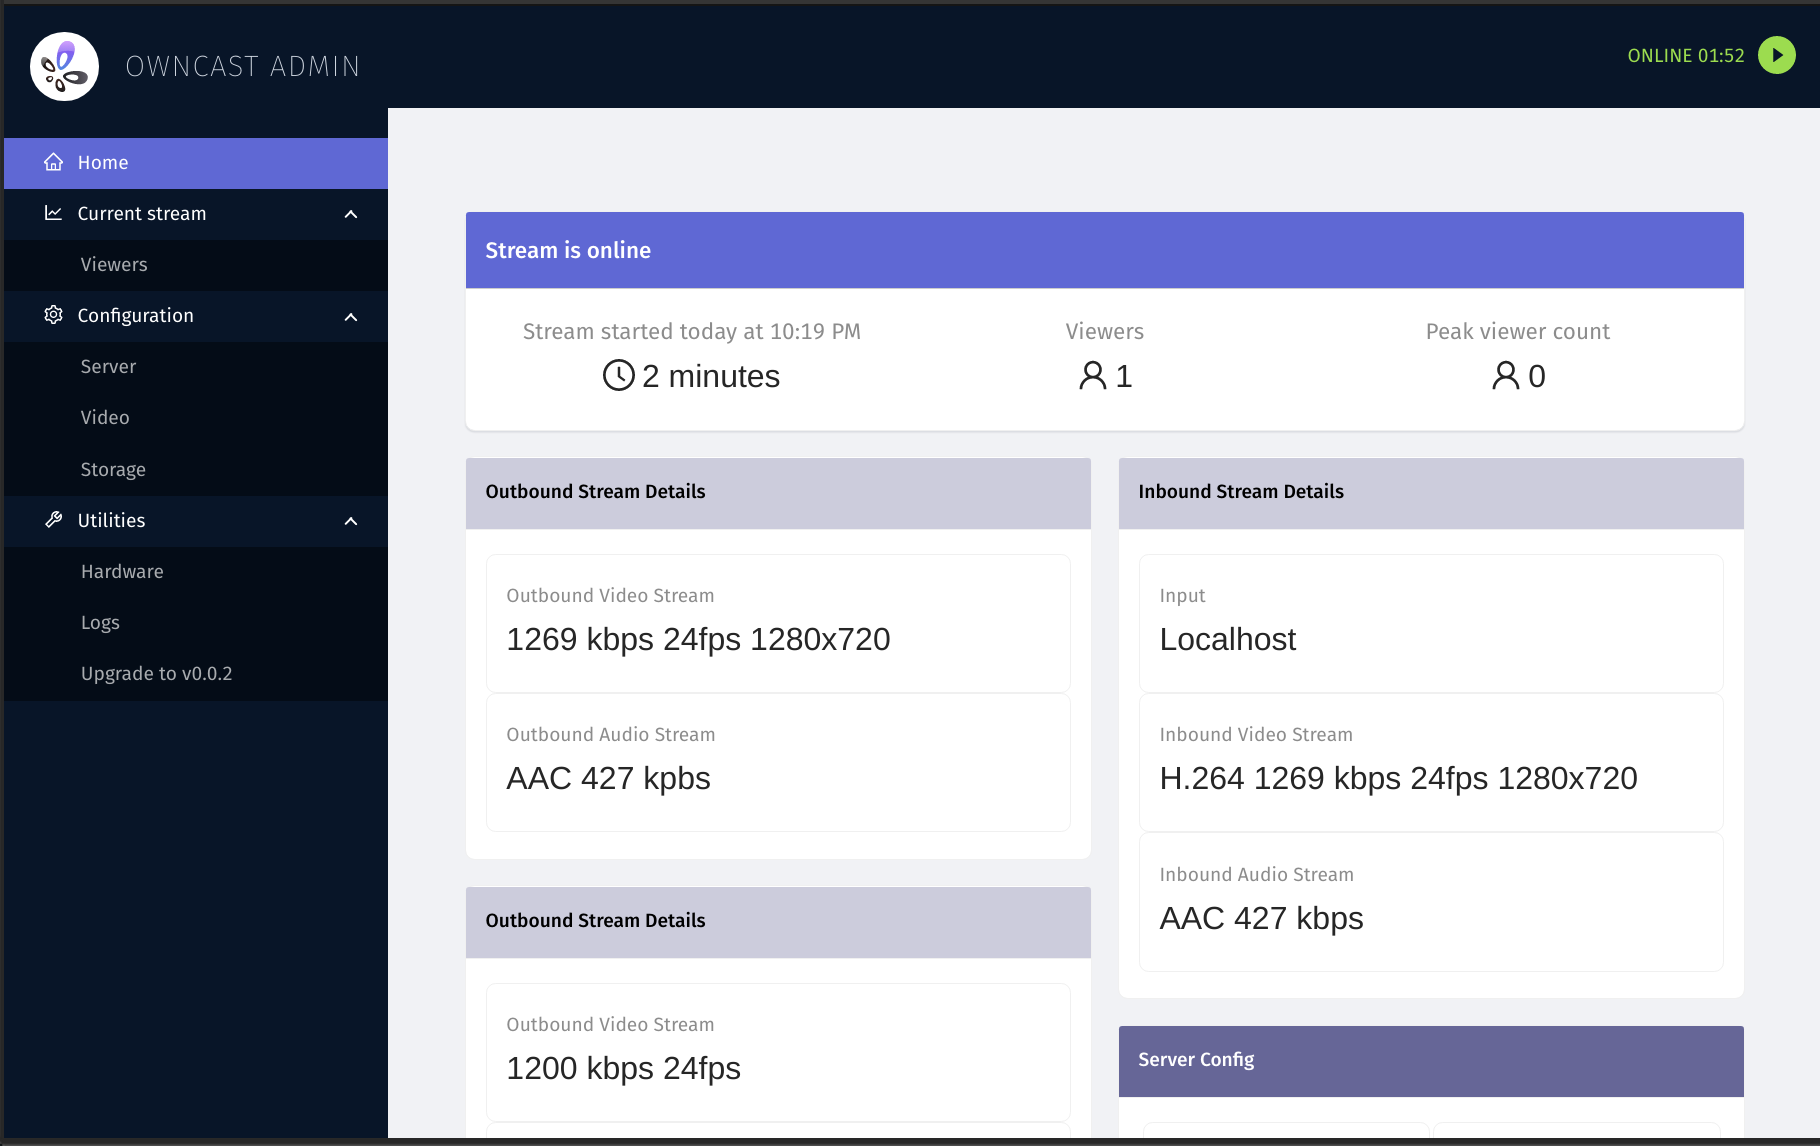 OWNCAST ADMIN
ONLINE 01:52
Home
Current stream
Viewers
Configuration
Server
Video
Storage
Utilities
Hardware
Logs
Upgrade to v0.0.2
Stream is online
Stream started today at 10:19 PM
2 minutes
Viewers
1
Peak viewer count
0
Outbound Stream Details
Outbound Video Stream
1269 kbps 24fps 1280x720
Outbound Audio Stream
AAC 427 kpbs
Outbound Stream Details
Outbound Video Stream
1200 kbps 24fps
Inbound Stream Details
Input
Localhost
Inbound Video Stream
H.264 1269 kbps 24fps 1280x720
Inbound Audio Stream
AAC 427 kbps
Server Config